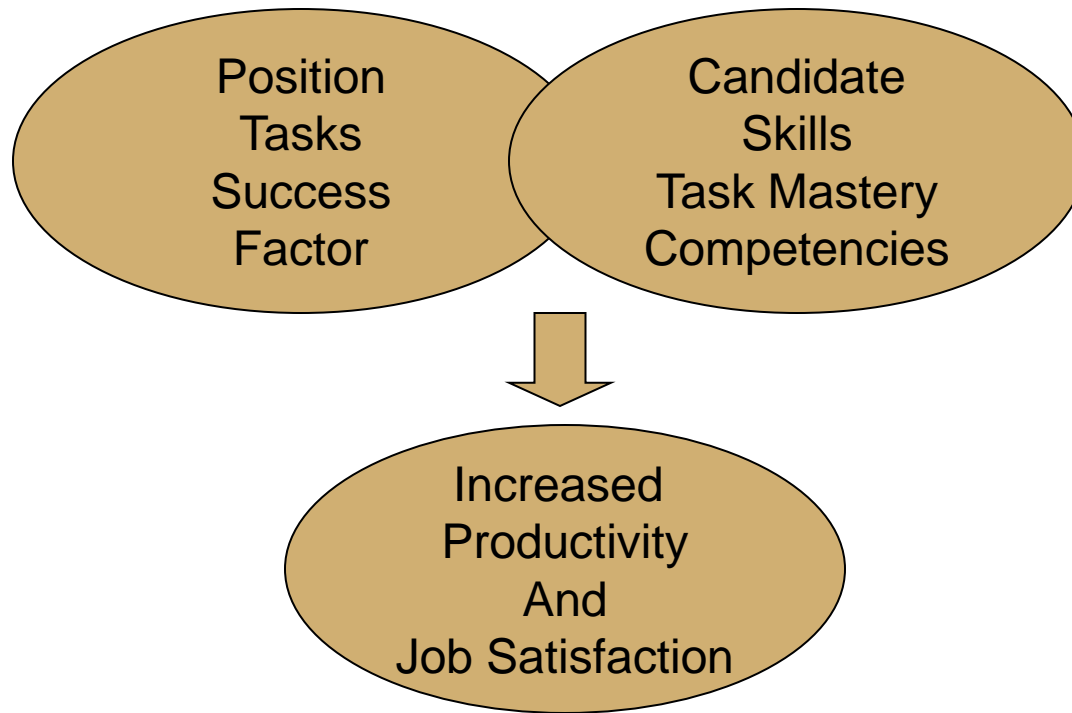 Position
Tasks
Success
Factor
Candidate
Skills
Task Mastery
Competencies
Increased
Productivity
And
Job Satisfaction